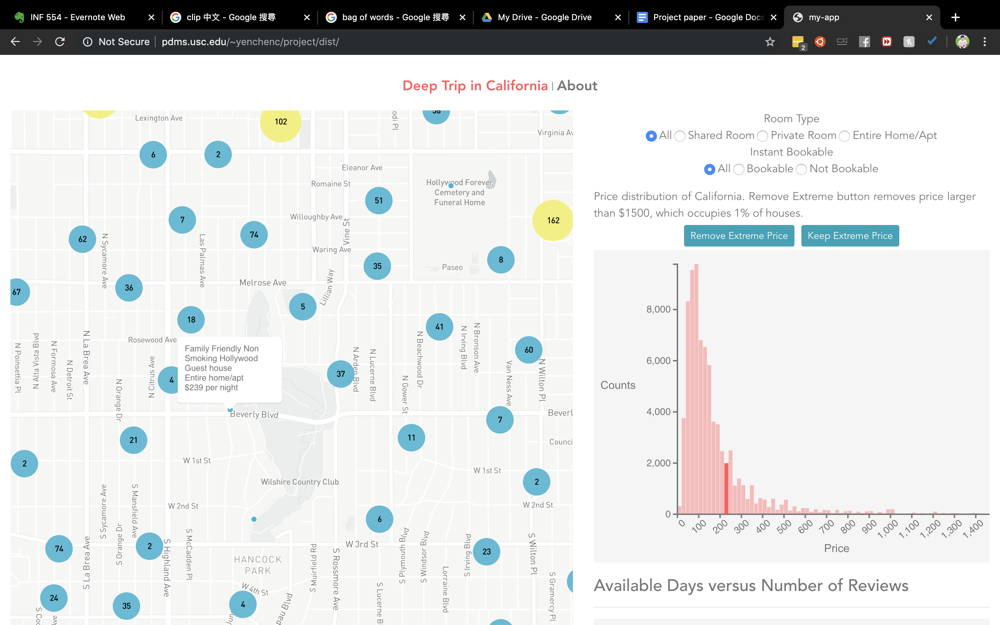 INF 554 - Evernote Web
clip 中文 - Google 搜尋
bag of words - Google 搜尋
My Drive - Google Drive
Project paper - Google Docs
my-app
Not Secure
pdms.usc.edu/~yenchenc/project/dist/
2
Deep Trip in California | About
Lexington Ave
102
odi Pl
58
Virginia Av
6
2
Eleanor Ave
Romaine St
51
Hollywood Forever
Cemetery and
Funeral Home
7
Willoughby Ave
Vine St
162
62
N Sycamore Ave
Las Palmas Ave
74
Waring Ave
35
Paseo
8
67
36
Melrose Ave
Lillian Way
5
18
41
Rosewood Ave
N Poinsettia Pl
N Alta Vista Blvd
N Formosa Ave
N Detroit St
N La Brea Ave
N Orange Dr
N Citrus Ave
4
Family Friendly Non
Smoking Hollywood
Guest house
Entire home/apt
$239 per night
37
N Arden Blvd
N Lucerne Blvd
N Gower St
N Beachwood Dr
N Irving Blvd
N Bronson Ave
Van Ness Ave
60
N Wilton Pl
Beverly Blvd
Beverl
7
21
11
Counci
2
W 1st St
W 1st St
Wilshire Country Club
2
S Sycamore Ave
S Mansfield Ave
W 2nd St
W 2nd St
6
74
S La Brea Ave
S Orange Dr
2
S Highland Ave
S McCadden Pl
HANCOCK
PARK
S Muirfield Rd
S Rossmore Ave
W 3rd St
S Plymouth Blvd
S Windsor Blvd
Lorraine Blvd
S Irving Blvd
23
S Wilton Pl
S Gramercy Pl
W 4th St
24
35
4
S Lucerne Bl
pau Blvd
Jun
S Coc
ve
Room Type
All Shared Room Private Room Entire Home/Apt
Instant Bookable
All Bookable Not Bookable
Price distribution of California. Remove Extreme button removes price larger
than $1500, which occupies 1% of houses.
Remove Extreme Price
Keep Extreme Price
8,000
6,000
Counts
4,000
2,000
0
0 100 200 300 400 500 600 700 800 900 1,000 1,100 1,200 1,300 1,400
Price
Available Days versus Number of Reviews